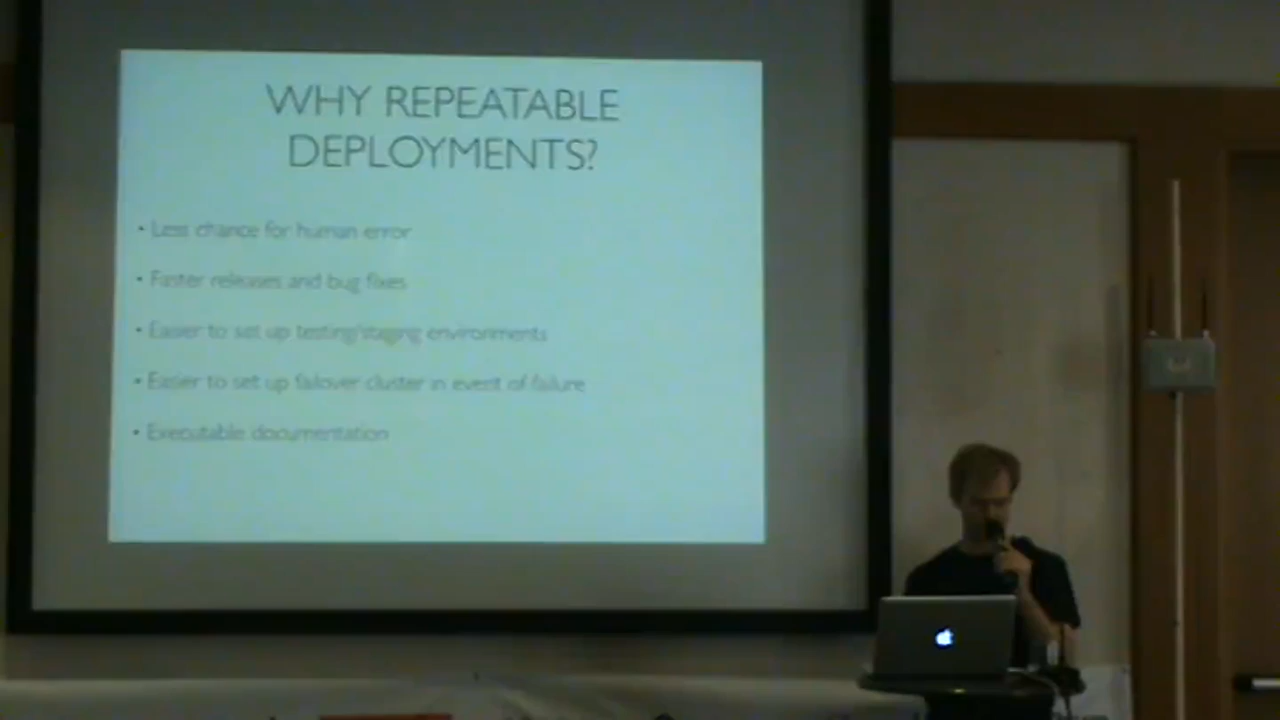 WHY REPEATABLE
DEPLOYMENTS?
• Less chance for human error
• Faster releases and bug fixes
• Easier to set up testing/staging environments
• Easier to set up failover cluster in event of failure
• Executable documentation